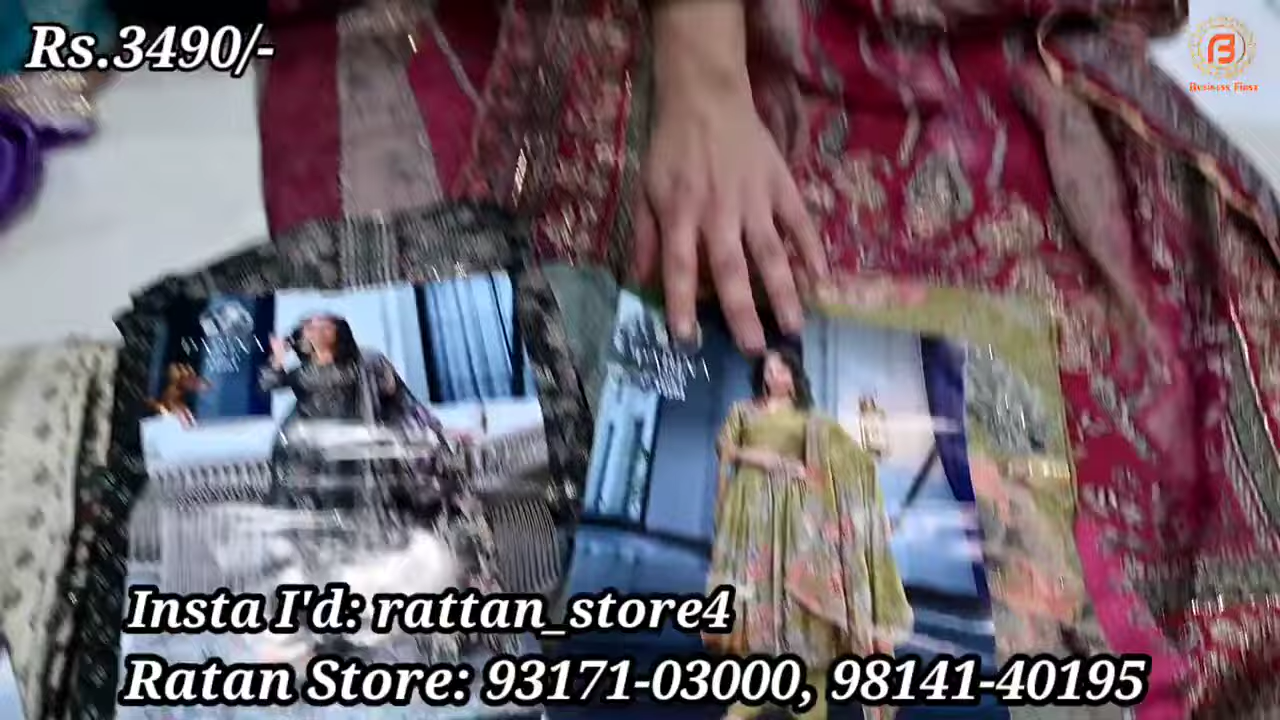 Rs.3490/-
B
Business First
Insta I'd: rattan_store4
Ratan Store: 93171-03000, 98141-40195